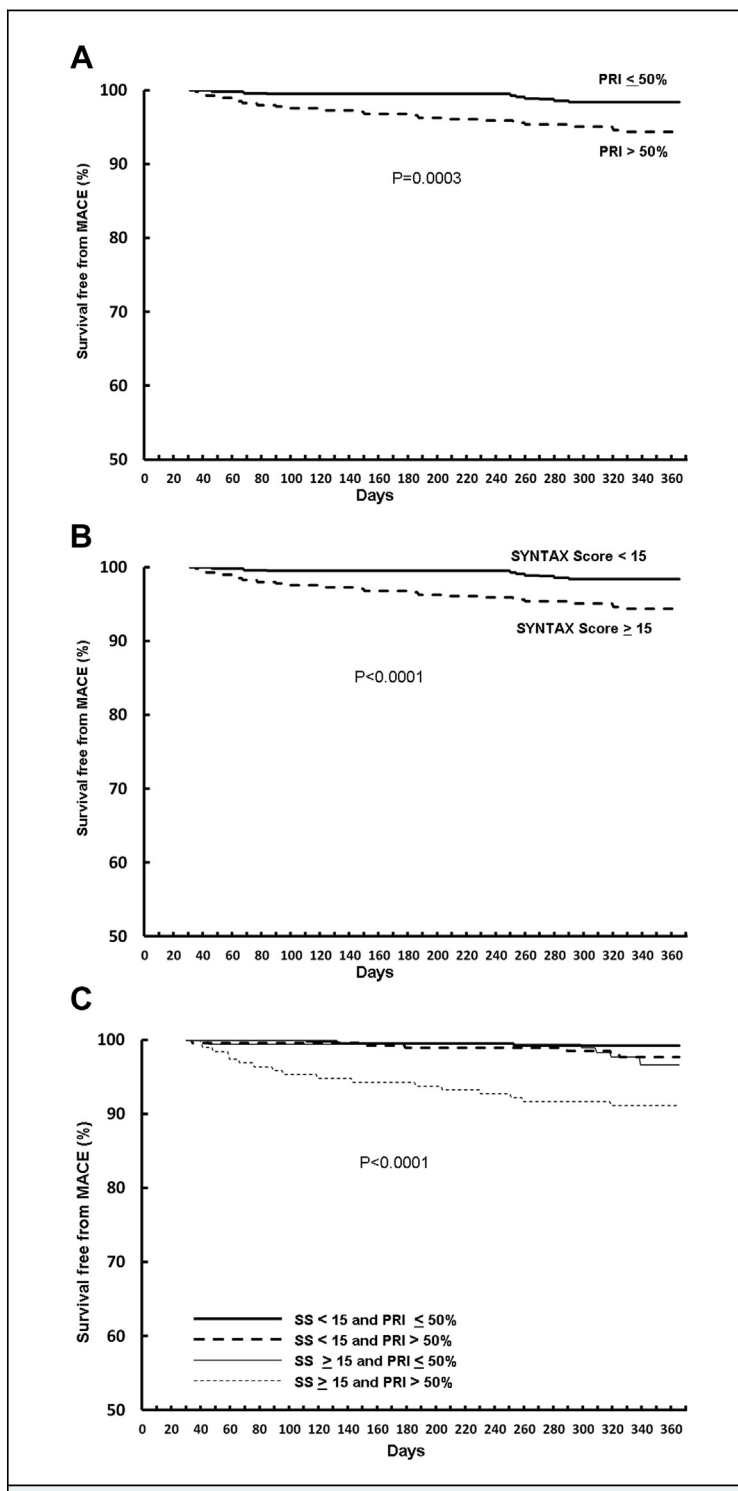 A
100
90
80
70
60
50
Survival free from MACE (%)
PRI ≤ 50%
PRI > 50%
P=0.0003
0 20 40 60 80 100 120 140 160 180 200 220 240 260 280 300 320 340 360
Days
B
100
90
80
70
60
50
Survival free from MACE (%)
SYNTAX Score < 15
SYNTAX Score ≥ 15
P<0.0001
0 20 40 60 80 100 120 140 160 180 200 220 240 260 280 300 320 340 360
Days
C
100
90
80
70
60
50
Survival free from MACE (%)
P<0.0001
SS < 15 and PRI ≤ 50%
SS < 15 and PRI > 50%
SS ≥ 15 and PRI ≤ 50%
SS ≥ 15 and PRI > 50%
0 20 40 60 80 100 120 140 160 180 200 220 240 260 280 300 320 340 360
Days